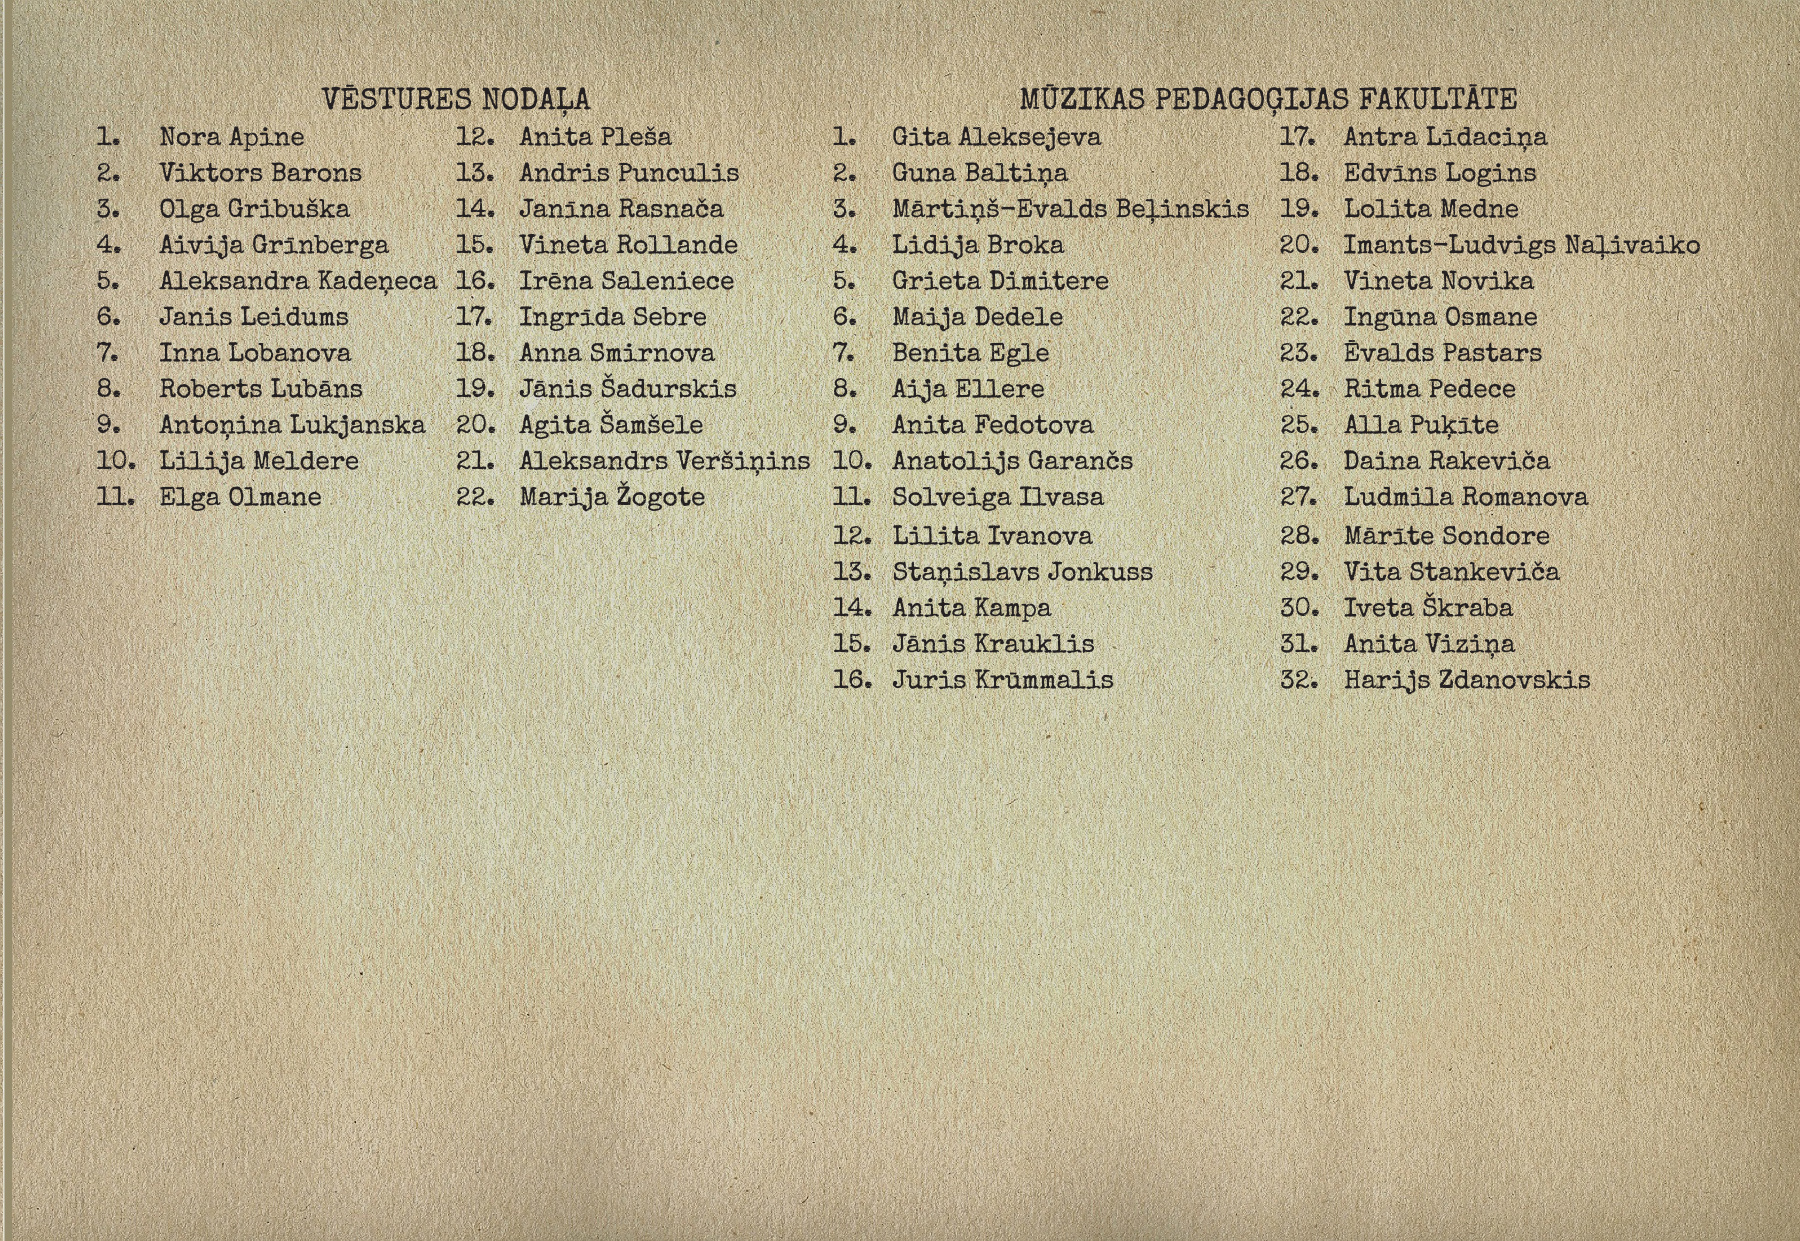 VĒSTURES NODAĻA
1. Nora Apine
2. Viktors Barons
3. Olga Gribuška
4. Aivija Grīnberga
5. Aleksandra Kadeņeca
6. Janis Leidums
7. Inna Lobanova
8. Roberts Lubāns
9. Antoņina Lukjanska
10. Lilija Meldere
11. Elga Olmane
12. Anita Pleša
13. Andris Punculis
14. Janīna Rasnača
15. Vineta Rollande
16. Irēna Saleniece
17. Ingrīda Sebre
18. Anna Smirnova
19. Jānis Šadurskis
20. Agita Šamšele
21. Aleksandrs Veršiņins
22. Marija Žogote
MŪZIKAS PEDAGOĢIJAS FAKULTĀTE
1. Gita Aleksejeva
2. Guna Baltiņa
3. Mārtiņš-Evalds Beļinskis
4. Lidija Broka
5. Grieta Dimitere
6. Maija Dedele
7. Benita Egle
8. Aija Ellere
9. Anita Fedotova
10. Anatolijs Garančs
11. Solveiga Ilvasa
12. Lilita Ivanova
13. Staņislavs Jonkuss
14. Anita Kampa
15. Jānis Krauklis
16. Juris Krūmmalis
17. Antra Līdaciņa
18. Edvīns Logins
19. Lolita Medne
20. Imants-Ludvigs Naļivaiko
21. Vineta Novika
22. Ingūna Osmane
23. Ēvalds Pastars
24. Ritma Pedece
25. Alla Puķīte
26. Daina Rakeviča
27. Ludmila Romanova
28. Mārīte Sondore
29. Vita Stankeviča
30. Iveta Škraba
31. Anita Viziņa
32. Harijs Zdanovskis